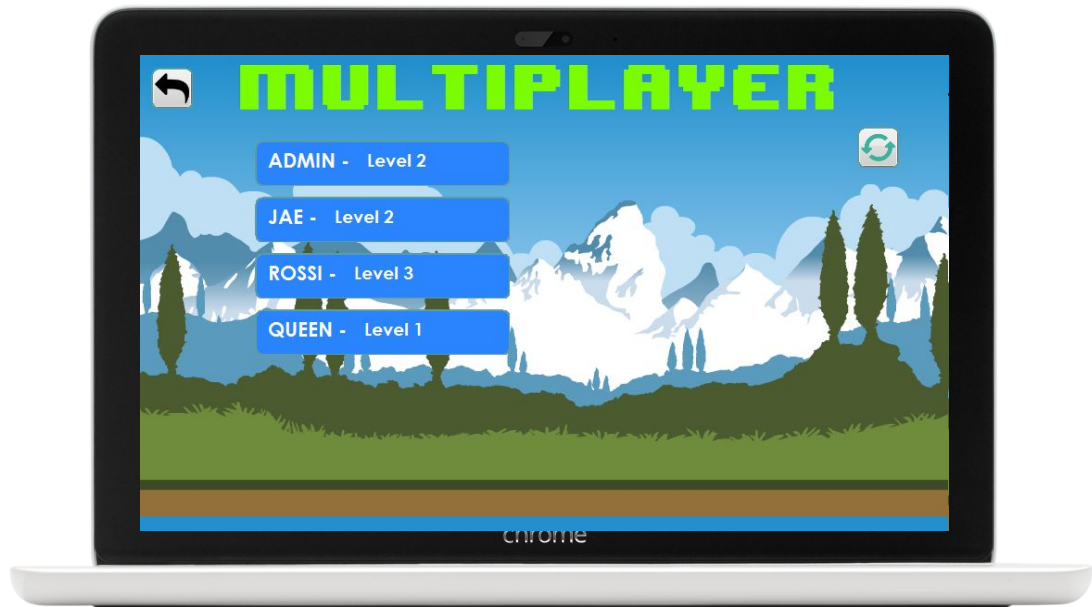 MULTIPLAYER
ADMIN - Level 2
JAE - Level 2
ROSSI - Level 3
QUEEN - Level 1
chrome